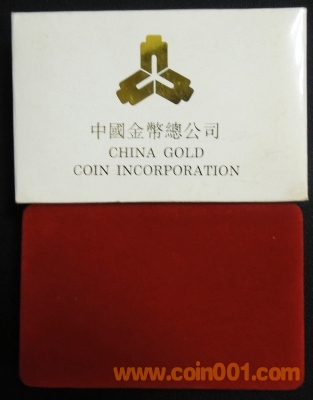 中國金幣總公司
CHINA GOLD
COIN INCORPORATION
www.coin001.com